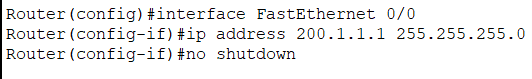 Router(config)#interface FastEthernet 0/0
Router(config-if)#ip address 200.1.1.1 255.255.255.0
Router(config-if)#no shutdown